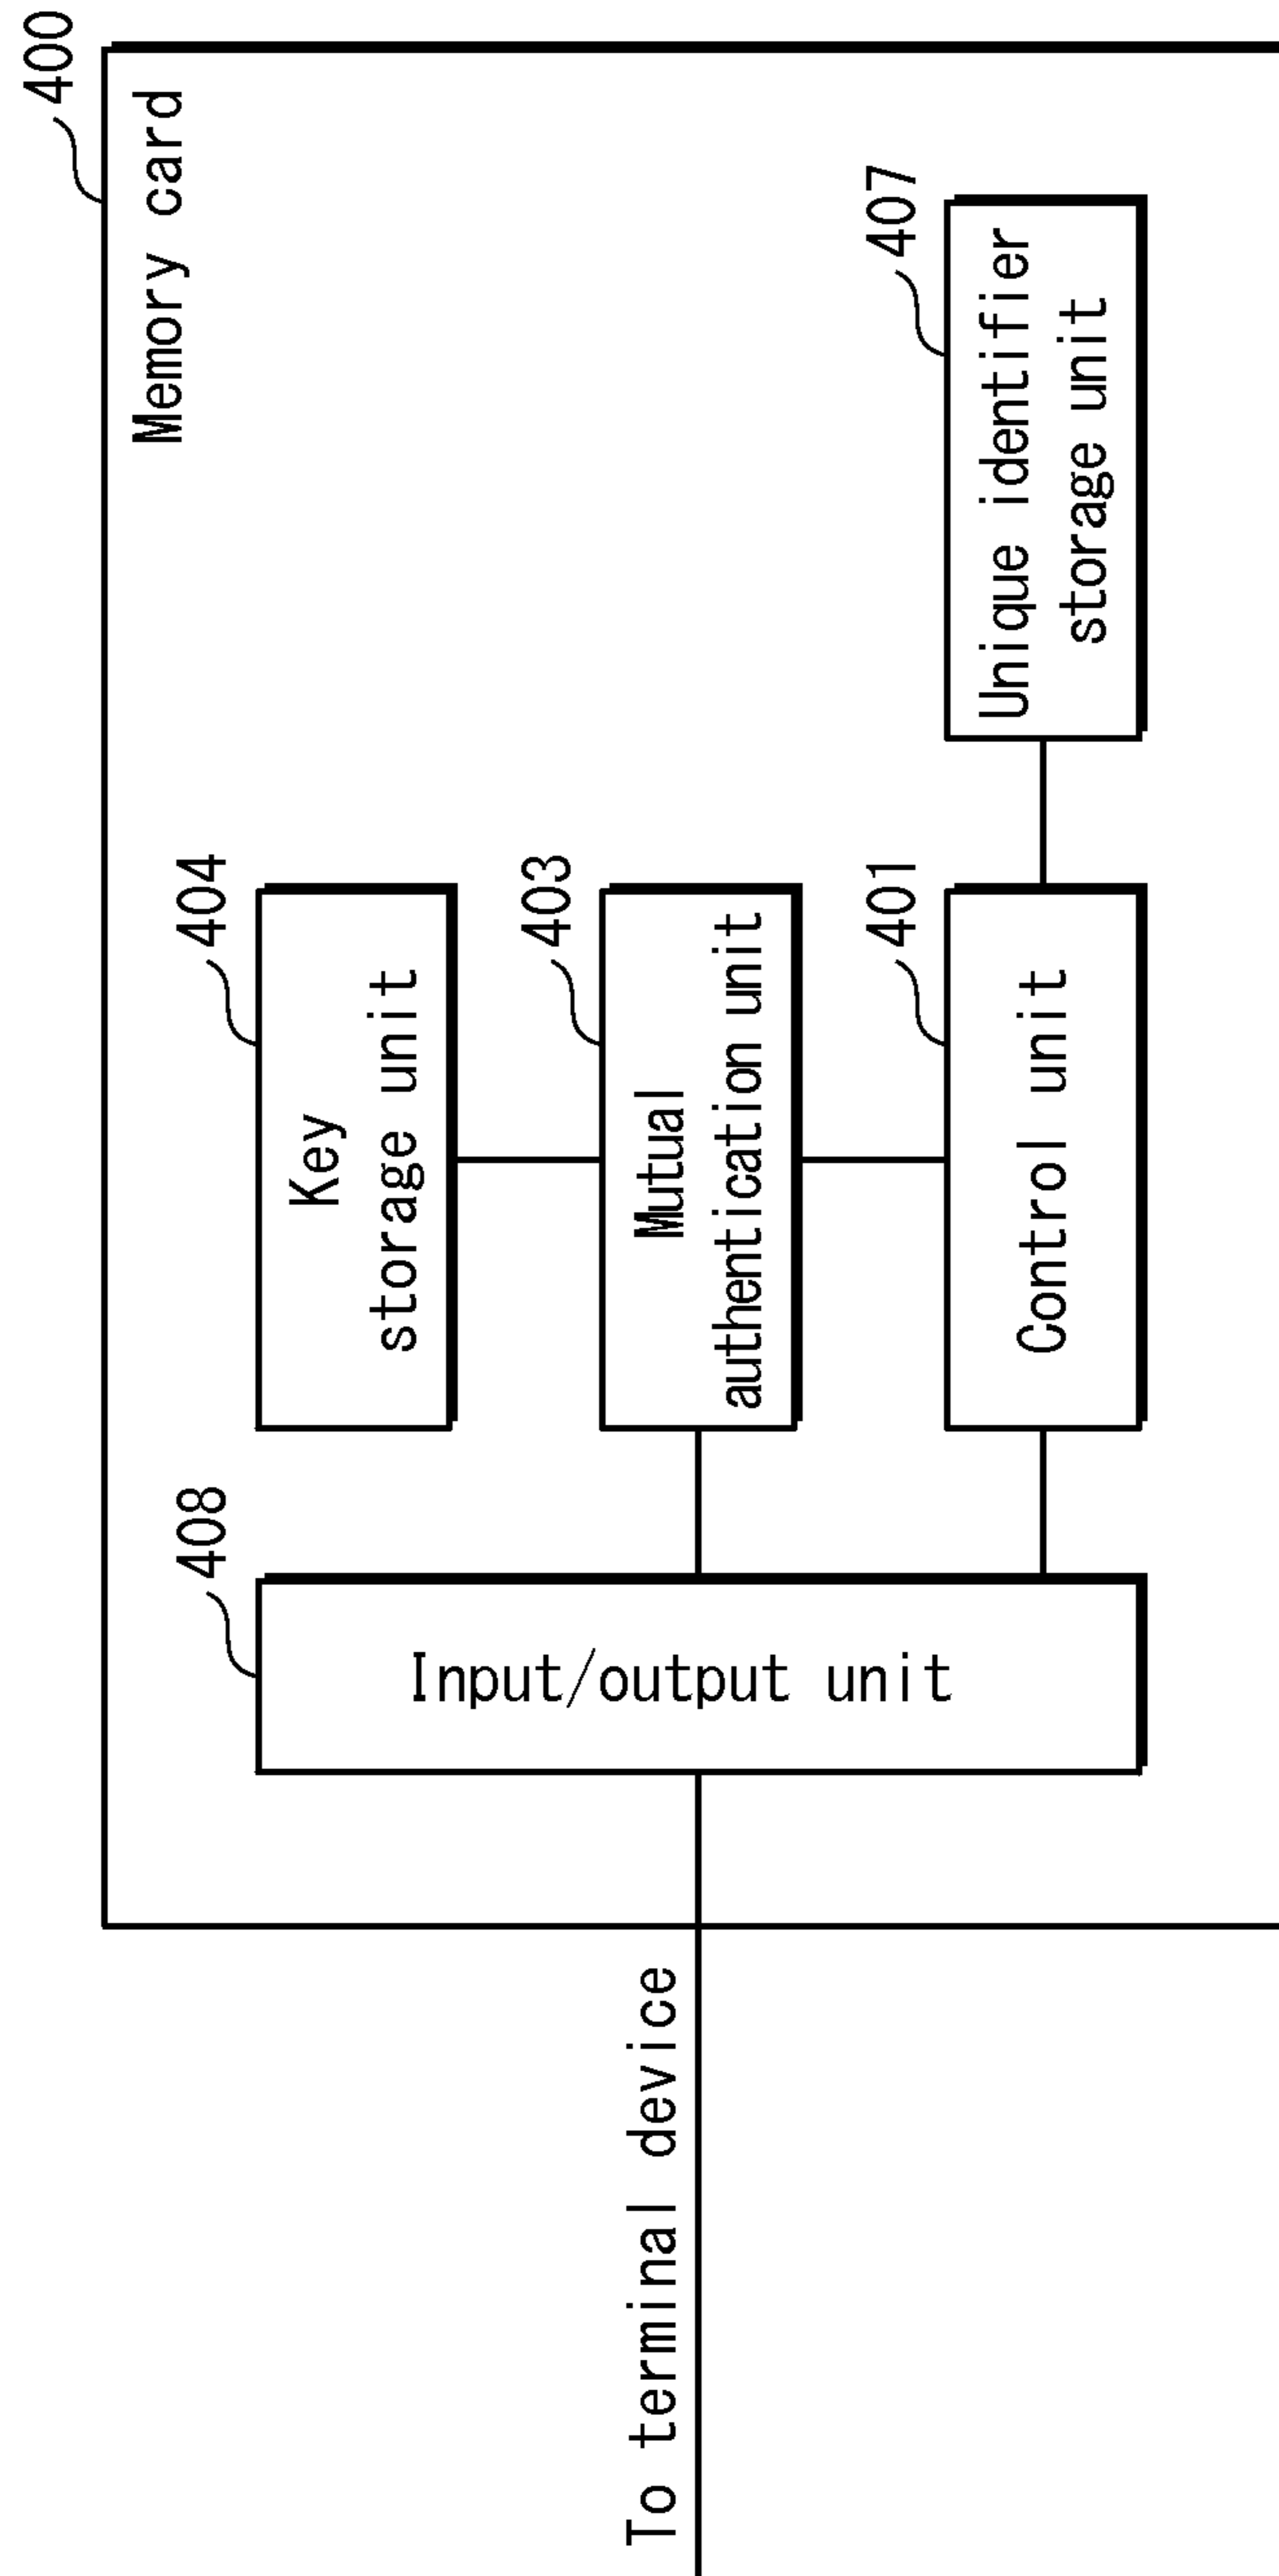 400
Memory card
408
404
Key
storage unit
403
Mutual
authentication unit
407
401
Input/output unit
To terminal device
Control unit
Unique identifier
storage unit